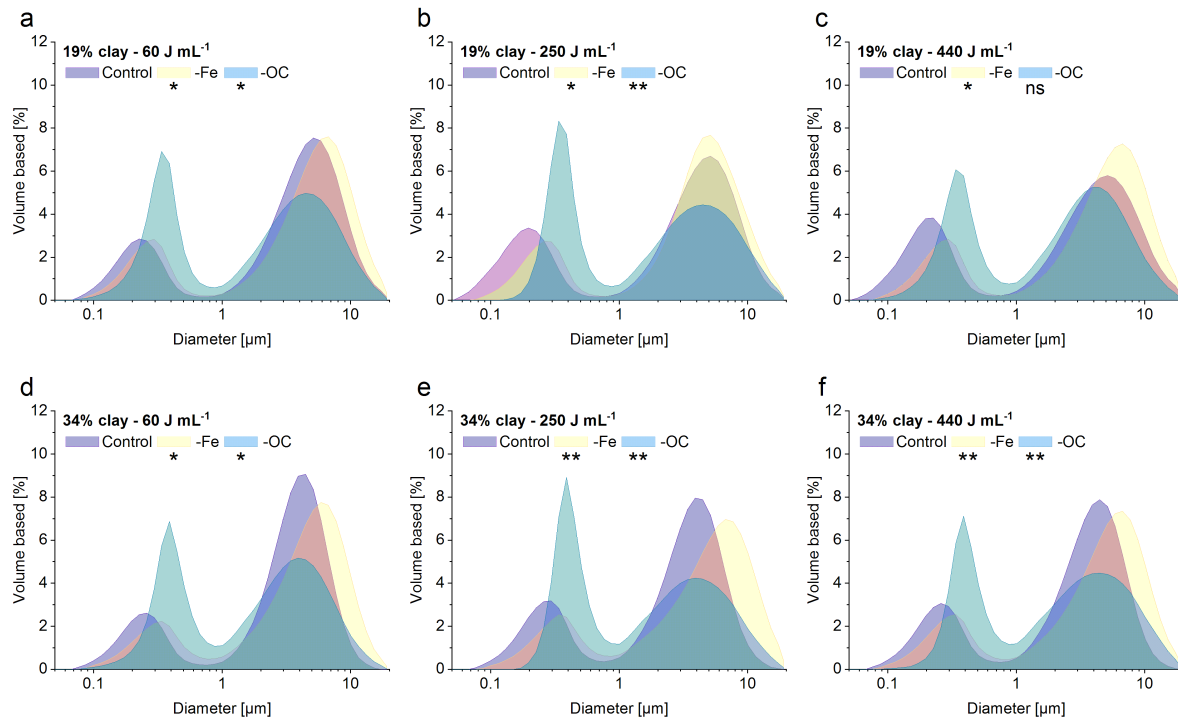 a
19% clay - 60 J mL-1
Control -Fe -OC
* *
Volume based [%]
12
10
8
6
4
2
0
0.1 1 10
Diameter [µm]
b
19% clay - 250 J mL-1
Control -Fe -OC
* **
Volume based [%]
12
10
8
6
4
2
0
0.1 1 10
Diameter [µm]
c
19% clay - 440 J mL-1
Control -Fe -OC
* ns
Volume based [%]
12
10
8
6
4
2
0
0.1 1 10
Diameter [µm]
d
34% clay - 60 J mL-1
Control -Fe -OC
* *
Volume based [%]
12
10
8
6
4
2
0
0.1 1 10
Diameter [µm]
e
34% clay - 250 J mL-1
Control -Fe -OC
** **
Volume based [%]
12
10
8
6
4
2
0
0.1 1 10
Diameter [µm]
f
34% clay - 440 J mL-1
Control -Fe -OC
** **
Volume based [%]
12
10
8
6
4
2
0
0.1 1 10
Diameter [µm]